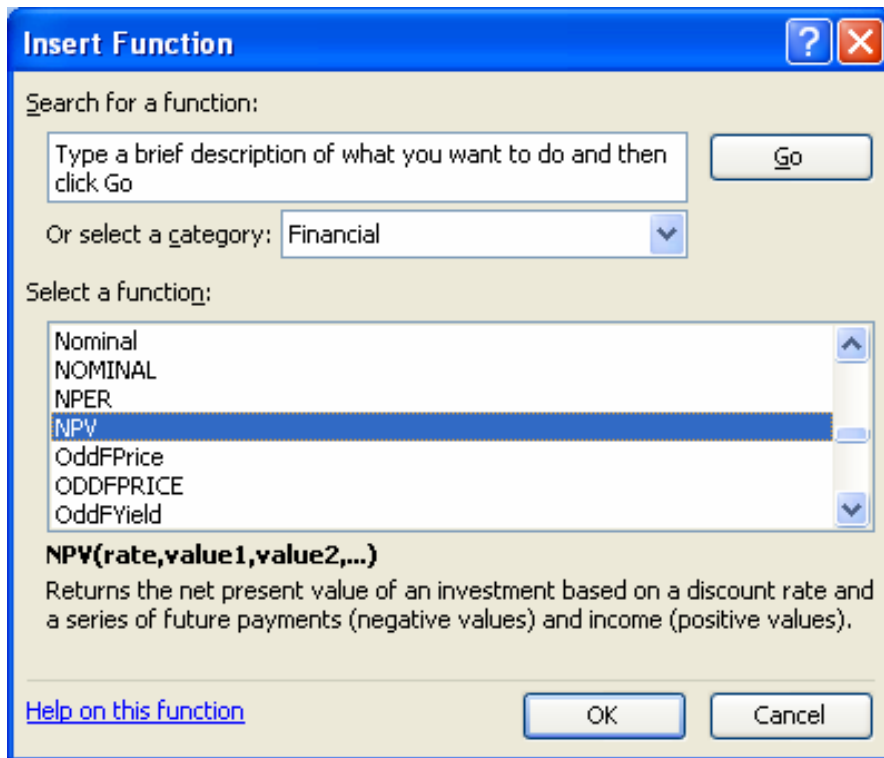 Insert Function
Search for a function:
Type a brief description of what you want to do and then
click Go
Go
Or select a category: Financial
Select a function:
Nominal
NOMINAL
NPER
NPV
OddFPrice
ODDFPRICE
OddFYield
NPV(rate,value1,value2,...)
Returns the net present value of an investment based on a discount rate and
a series of future payments (negative values) and income (positive values).
Help on this function
OK
Cancel